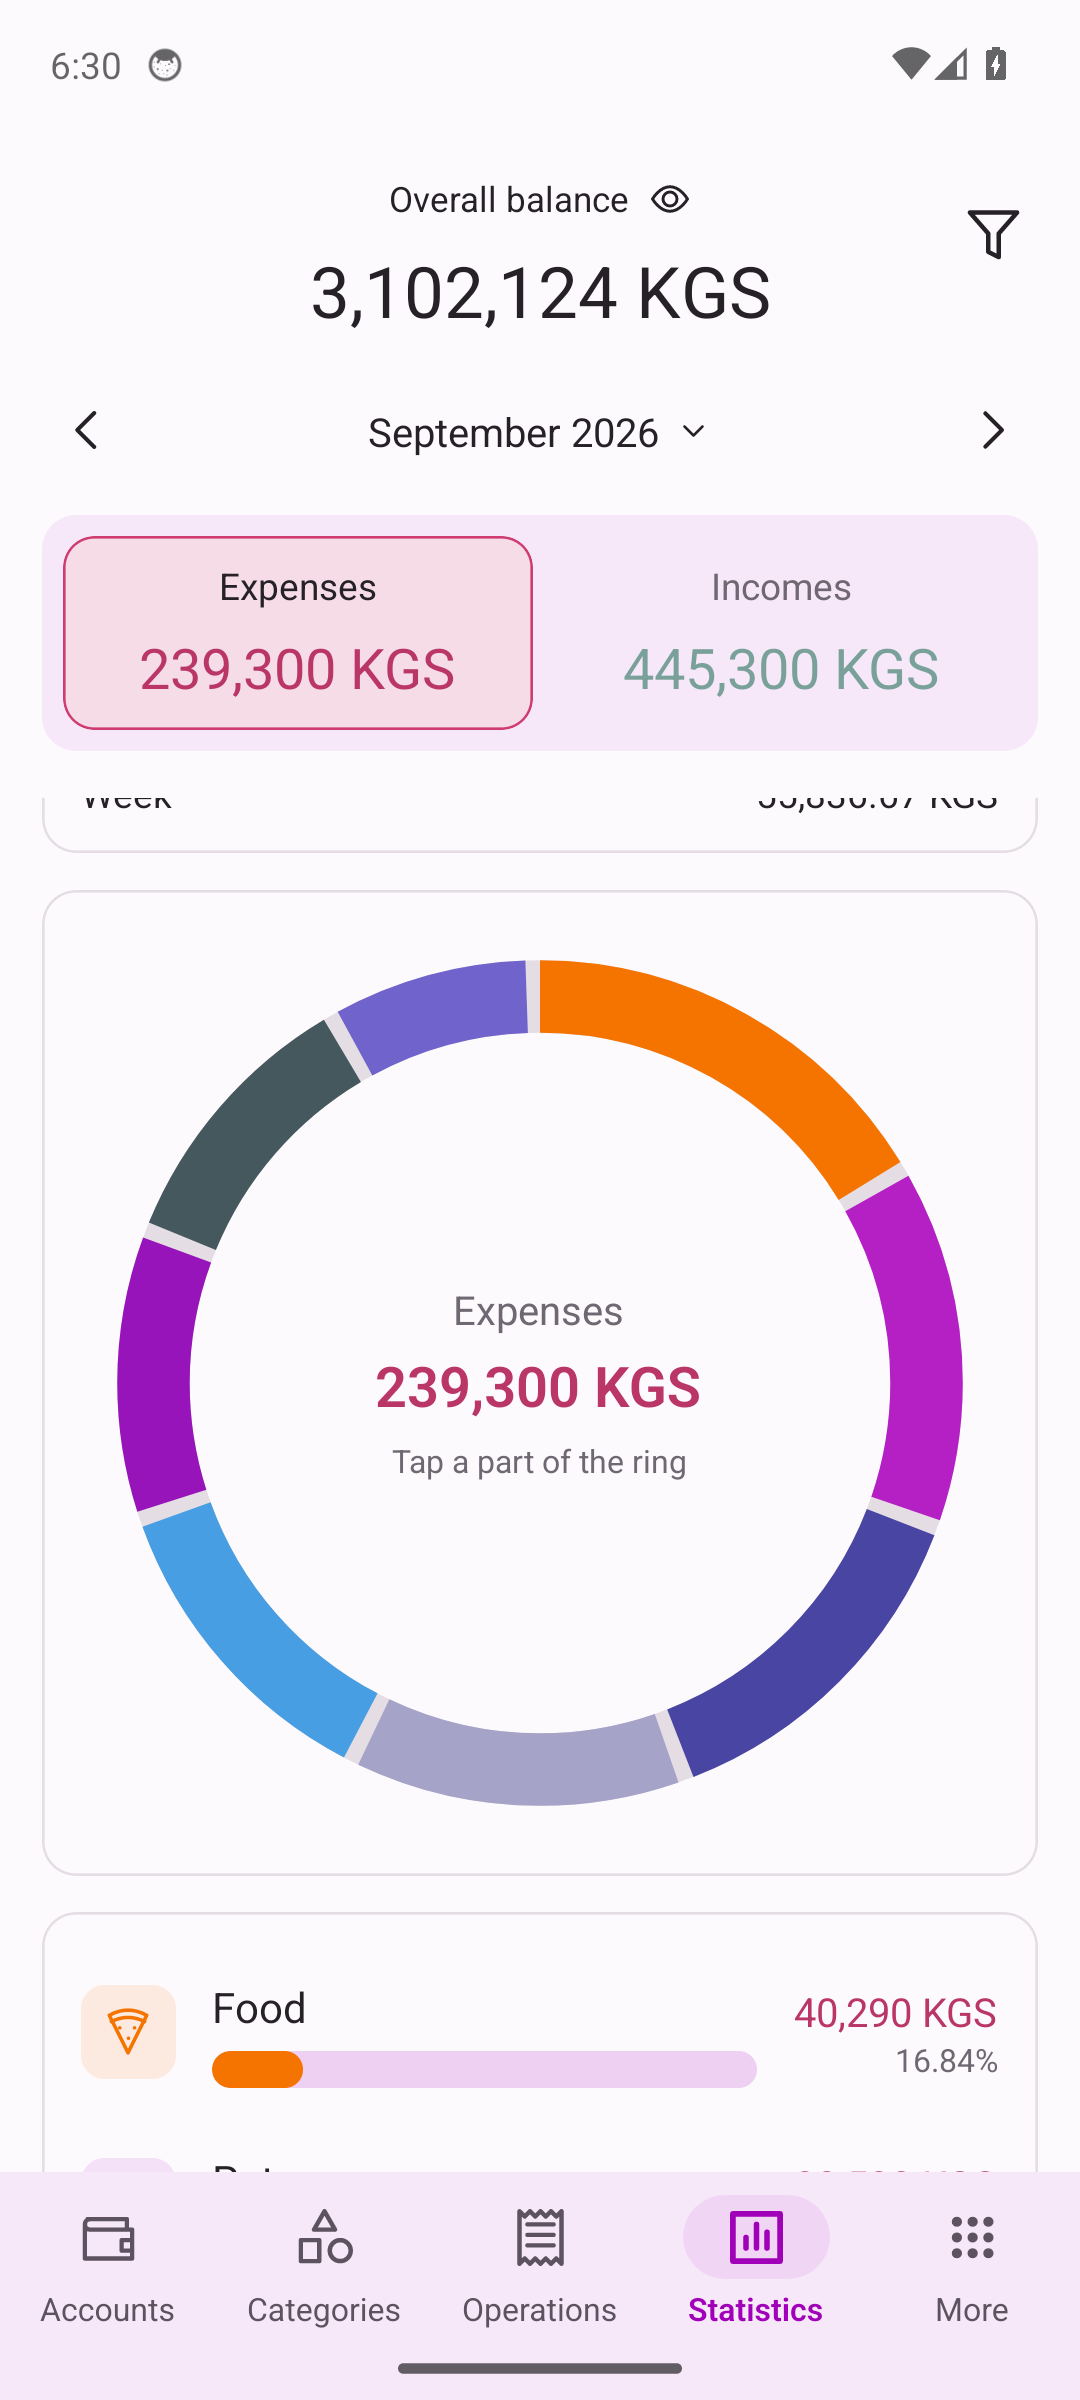 6:30
Overall balance
3,102,124 KGS
September 2026
Expenses
239,300 KGS
Incomes
445,300 KGS
Week
Expenses
239,300 KGS
Tap a part of the ring
Food
40,290 KGS
16.84%
Accounts
Categories
Operations
Statistics
More